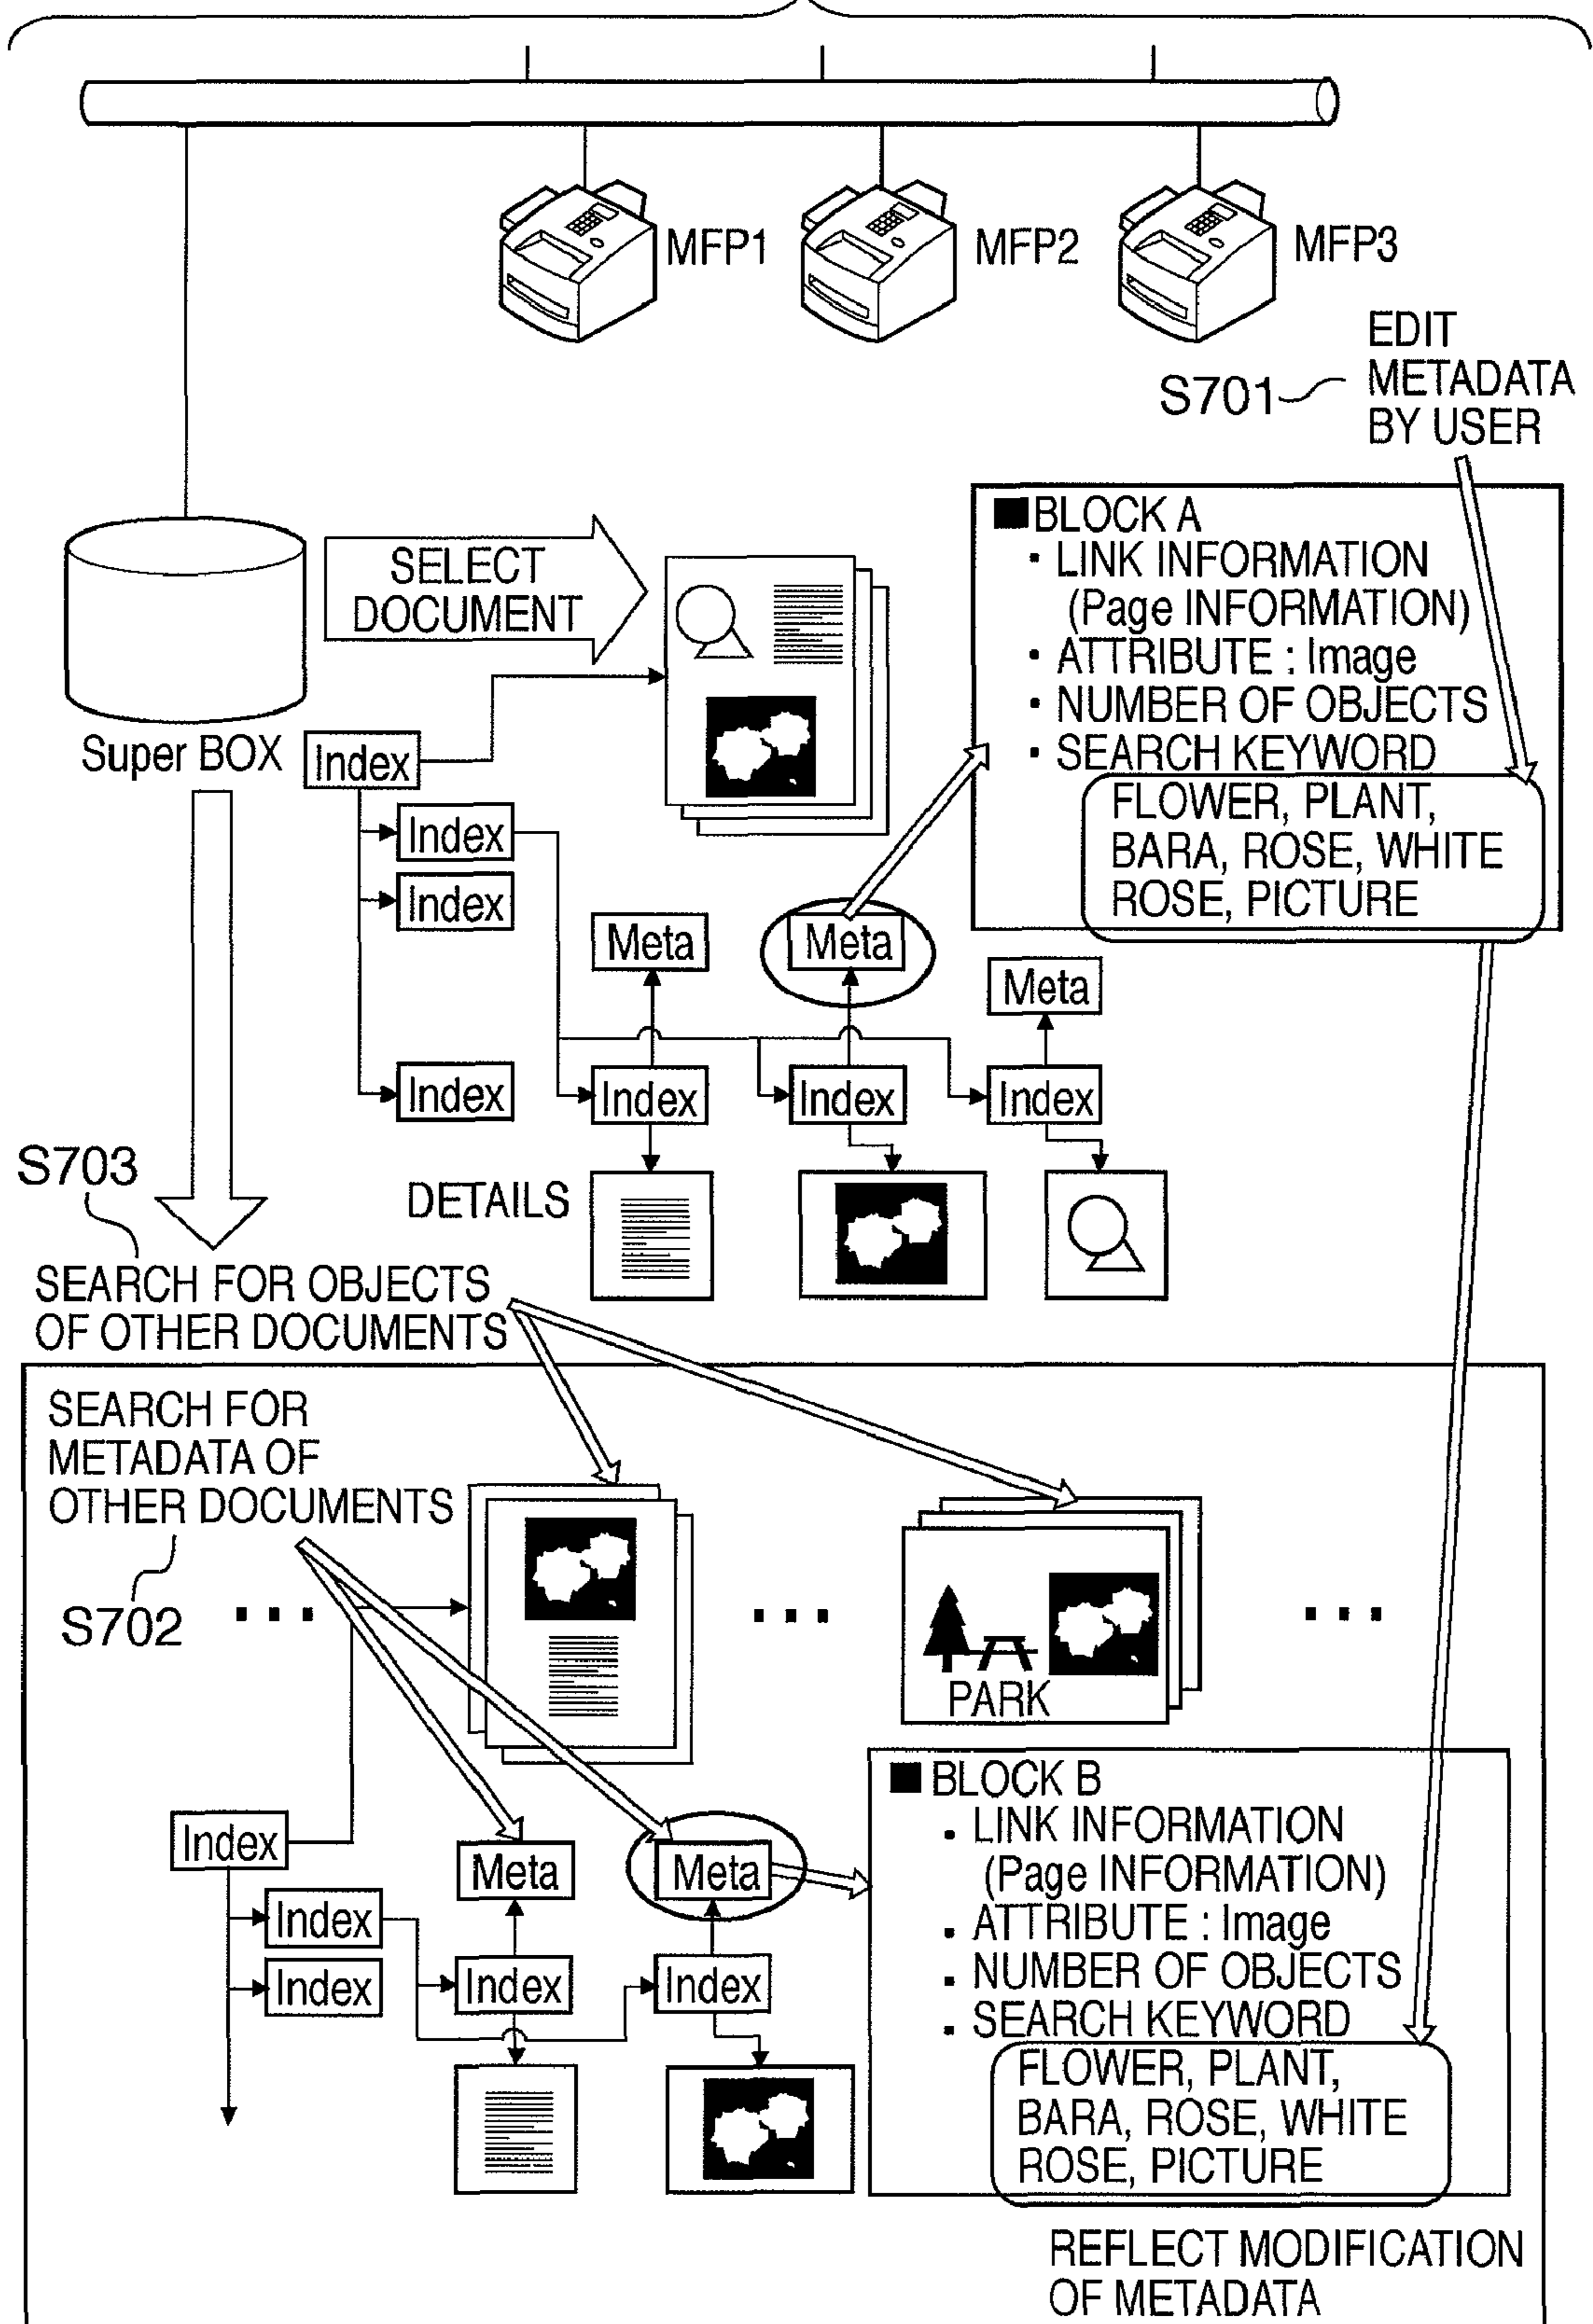 MFP1
MFP2
MFP3
EDIT
METADATA
BY USER
S701
SELECT
DOCUMENT
■ BLOCK A
· LINK INFORMATION
(Page INFORMATION)
· ATTRIBUTE : Image
· NUMBER OF OBJECTS
· SEARCH KEYWORD
FLOWER, PLANT,
BARA, ROSE, WHITE
ROSE, PICTURE
Super BOX
Index
Index
Index
Meta
Meta
Meta
Index
Index
Index
Index
S703
DETAILS
SEARCH FOR OBJECTS
OF OTHER DOCUMENTS
SEARCH FOR
METADATA OF
OTHER DOCUMENTS
S702
...
...
...
PARK
■ BLOCK B
. LINK INFORMATION
(Page INFORMATION)
. ATTRIBUTE : Image
. NUMBER OF OBJECTS
. SEARCH KEYWORD
FLOWER, PLANT,
BARA, ROSE, WHITE
ROSE, PICTURE
Index
Meta
Meta
Index
Index
Index
Index
REFLECT MODIFICATION
OF METADATA